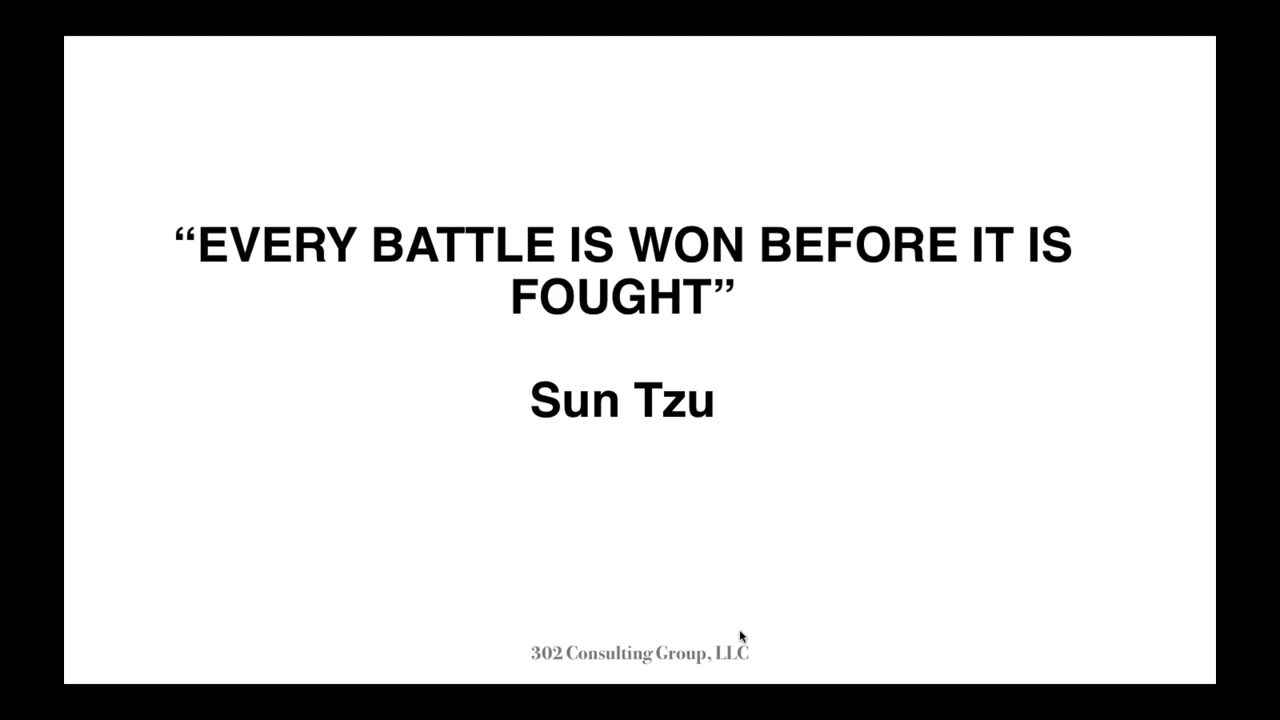 “EVERY BATTLE IS WON BEFORE IT IS
FOUGHT”
Sun Tzu
302 Consulting Group, LLC